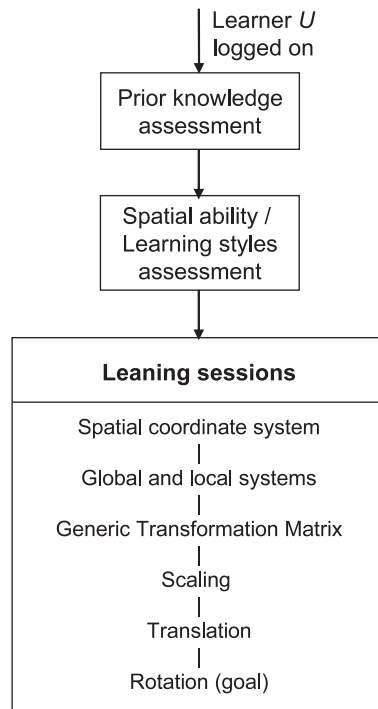 Learner U
logged on
Prior knowledge
assessment
Spatial ability /
Learning styles
assessment
Leaning sessions
Spatial coordinate system
Global and local systems
Generic Transformation Matrix
Scaling
Translation
Rotation (goal)